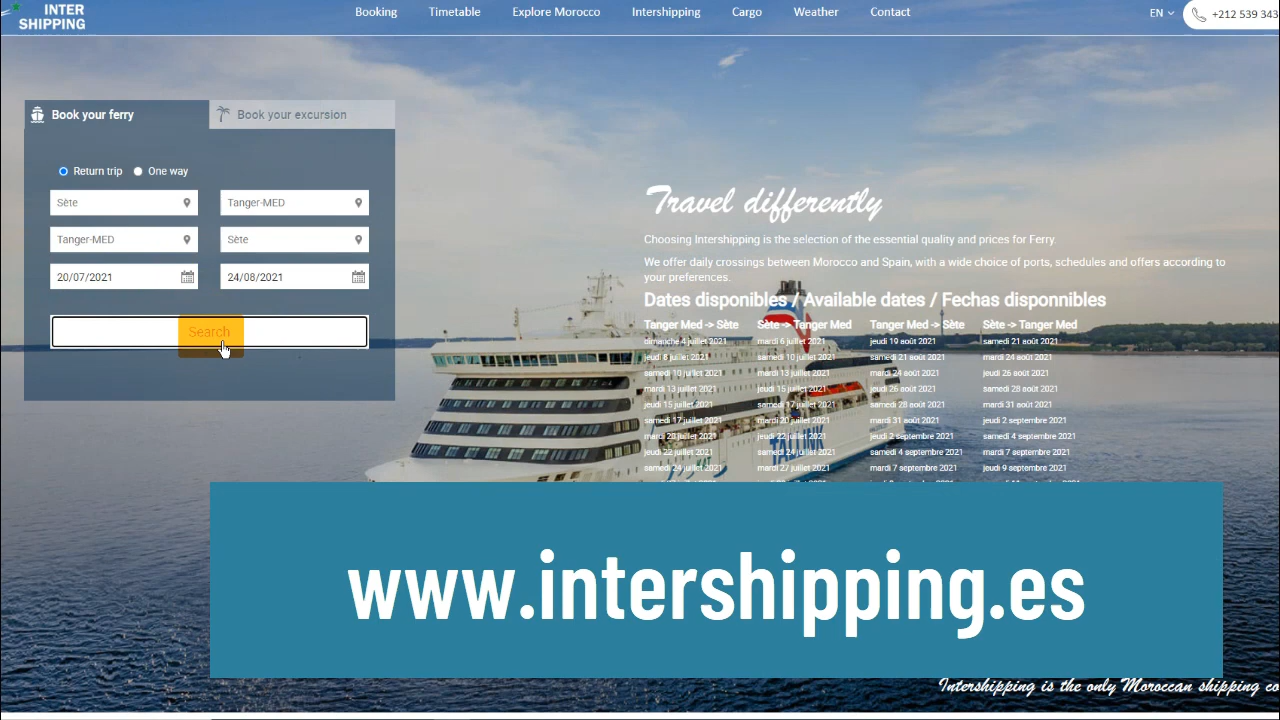 INTER
SHIPPING
Booking Timetable Explore Morocco Intershipping Cargo Weather Contact
EN
+212 539 343
Book your ferry Book your excursion
Return trip One way
Sète Tanger-MED
Tanger-MED Sète
20/07/2021 24/08/2021
Search
Travel differently
Choosing Intershipping is the selection of the essential quality and prices for Ferry.
We offer daily crossings between Morocco and Spain, with a wide choice of ports, schedules and offers according to
your preferences.
Dates disponibles / Available dates / Fechas disponnibles
Tanger Med -> Sète Sète -> Tanger Med Tanger Med -> Sète Sète -> Tanger Med
dimanche 4 juillet 2021 mardi 6 juillet 2021 jeudi 19 août 2021 samedi 21 août 2021
jeudi 8 juillet 2021 samedi 10 juillet 2021 samedi 21 août 2021 mardi 24 août 2021
samedi 10 juillet 2021 mardi 13 juillet 2021 mardi 24 août 2021 jeudi 26 août 2021
mardi 13 juillet 2021 jeudi 15 juillet 2021 jeudi 26 août 2021 samedi 28 août 2021
jeudi 15 juillet 2021 samedi 17 juillet 2021 samedi 28 août 2021 mardi 31 août 2021
samedi 17 juillet 2021 mardi 20 juillet 2021 mardi 31 août 2021 jeudi 2 septembre 2021
mardi 20 juillet 2021 jeudi 22 juillet 2021 jeudi 2 septembre 2021 samedi 4 septembre 2021
jeudi 22 juillet 2021 samedi 24 juillet 2021 samedi 4 septembre 2021 mardi 7 septembre 2021
samedi 24 juillet 2021 mardi 27 juillet 2021 mardi 7 septembre 2021 jeudi 9 septembre 2021
TALLINK
www.intershipping.es
Intershipping is the only Moroccan shipping co